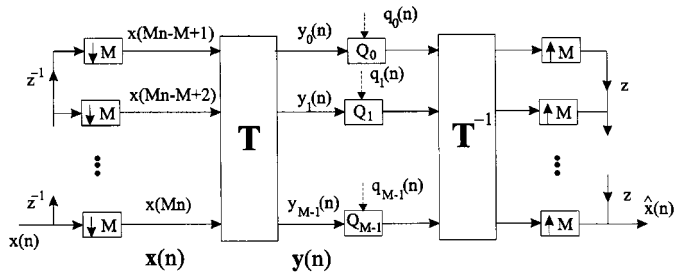 ↓M x(Mn-M+1) y₀(n) q₀(n) Q₀ ↑M
z⁻¹ q₁(n) z
↓M x(Mn-M+2) y₁(n) Q₁ ↑M
T T⁻¹
z⁻¹ x(Mn) y_{M-1}(n) q_{M-1}(n) z
x(n) ↓M Q_{M-1} ↑M x̂(n)
x(n) y(n)